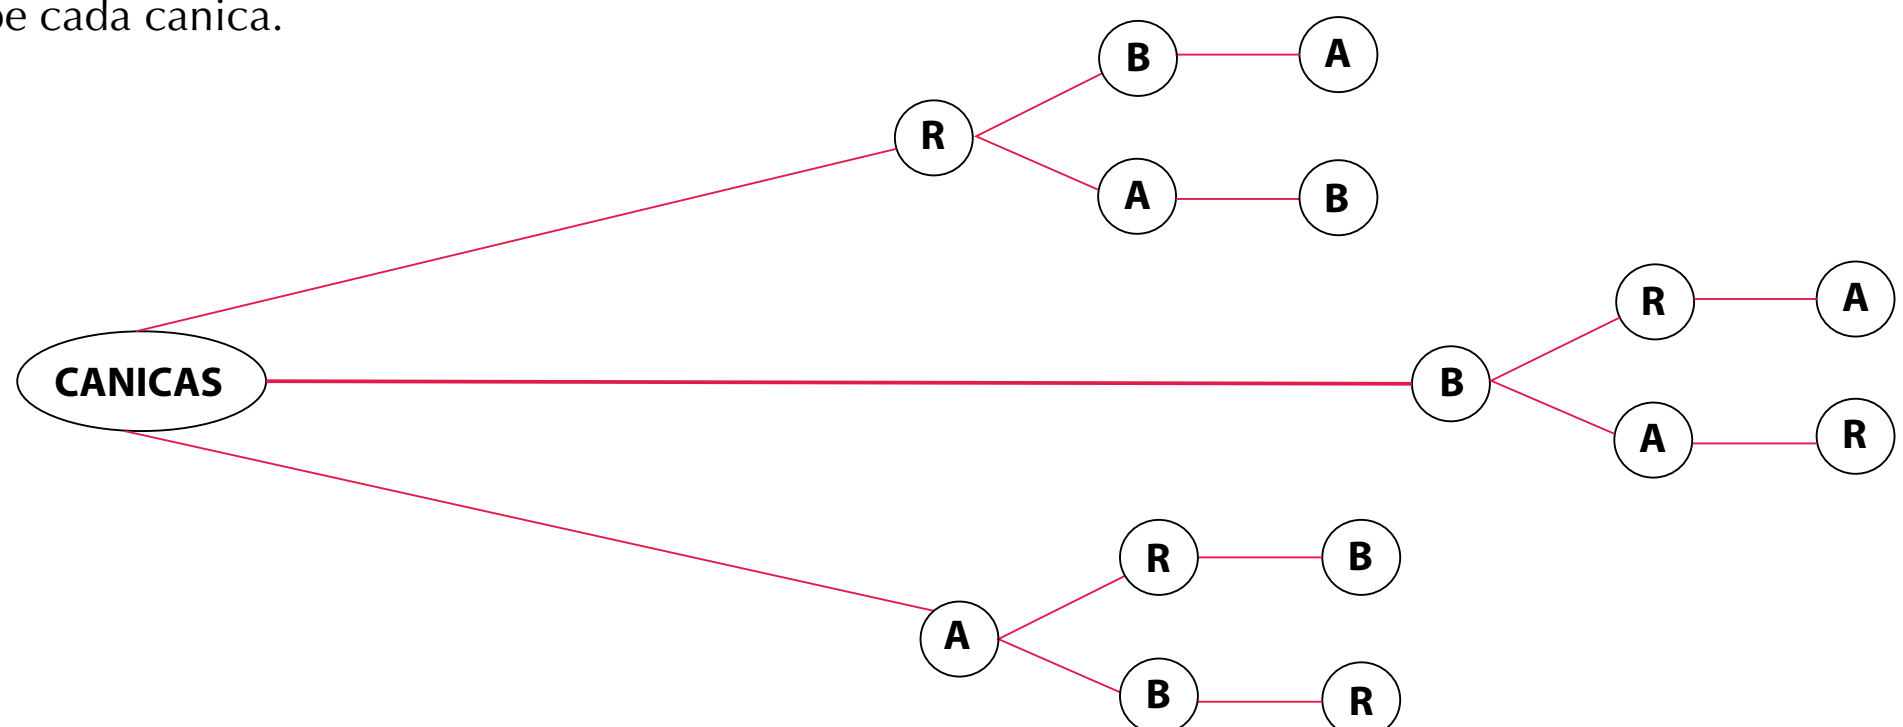 cada canica.
B A
R
A B
R A
CANICAS B
A R
R B
A
B R